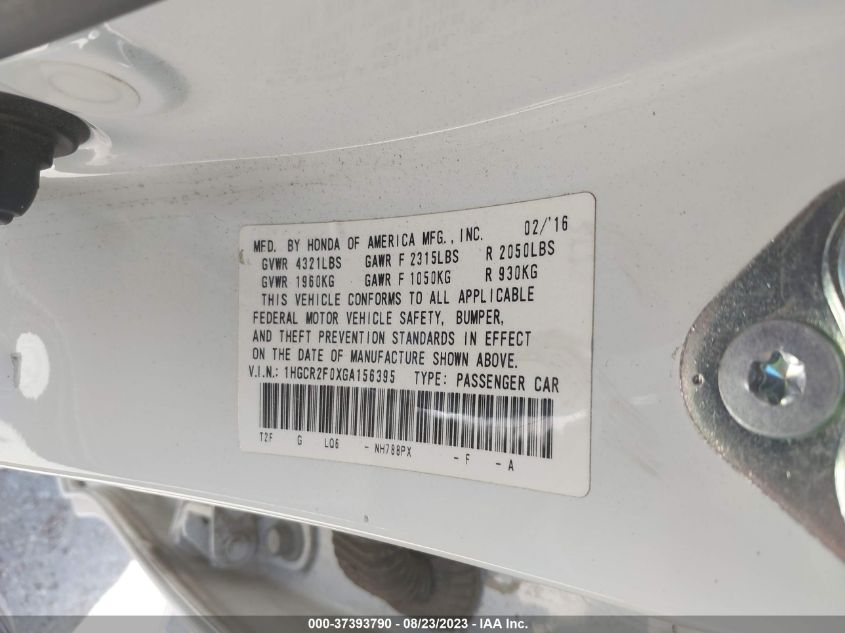 MFD. BY HONDA OF AMERICA MFG., INC. 02/'16
GVWR 4321LBS GAWR F 2315LBS R 2050LBS
GVWR 1960KG GAWR F 1050KG R 930KG
THIS VEHICLE CONFORMS TO ALL APPLICABLE
FEDERAL MOTOR VEHICLE SAFETY, BUMPER,
AND THEFT PREVENTION STANDARDS IN EFFECT
ON THE DATE OF MANUFACTURE SHOWN ABOVE.
V.I.N.: 1HGCR2F0XGA156395 TYPE: PASSENGER CAR
T2F G LQ6 - NH788PX - F - A
000-37393790 - 08/23/2023 - IAA Inc.